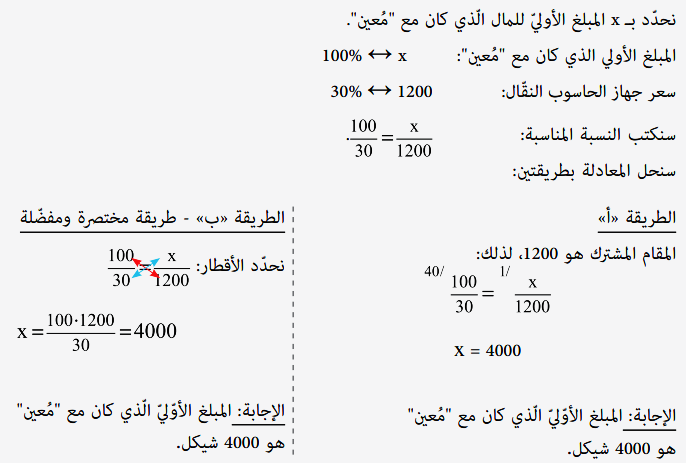 نحدّد بـ x المبلغ الأوليّ للمال الّذي كان مع "مُعين".
المبلغ الأولي الذي كان مع "مُعين": x ↔ 100%
سعر جهاز الحاسوب النقّال: 1200 ↔ 30%
سنكتب النسبة المناسبة: 100/30 = x/1200.
سنحل المعادلة بطريقتين:
الطريقة «أ»
المقام المشترك هو 1200، لذلك:
40/ 100/30 = 1/ x/1200
x = 4000
الإجابة: المبلغ الأوّليّ الّذي كان مع "مُعين"
هو 4000 شيكل.
الطريقة «ب» - طريقة مختصرة ومفضّلة
نحدّد الأقطار: 100/30 = x/1200
x = 100·1200/30 = 4000
الإجابة: المبلغ الأوّليّ الّذي كان مع "مُعين"
هو 4000 شيكل.